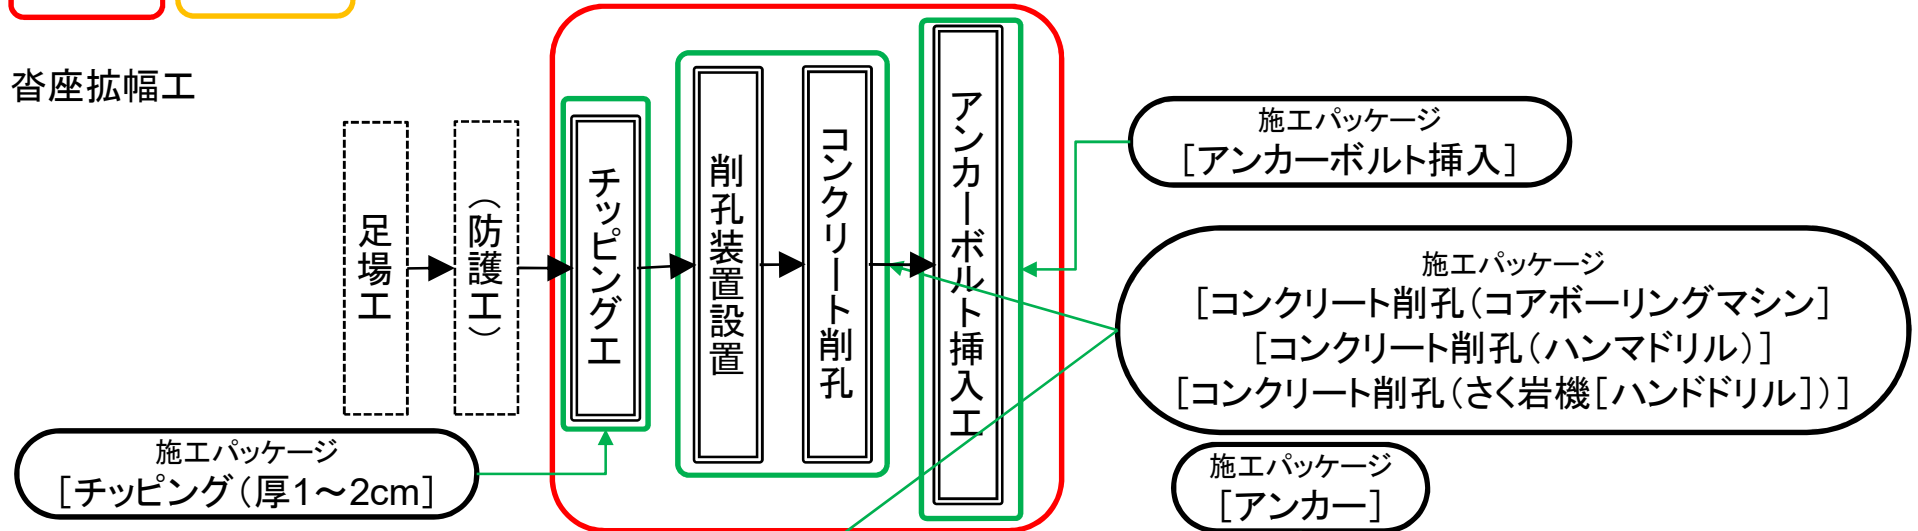 沓座拡幅工
足場工
（防護工）
チッピング工
削孔装置設置
コンクリート削孔
アンカーボルト挿入工
施工パッケージ
［アンカーボルト挿入］
施工パッケージ
［コンクリート削孔（コアボーリングマシン］
［コンクリート削孔（ハンマドリル）］
［コンクリート削孔（さく岩機［ハンドドリル］）］
施工パッケージ
［チッピング（厚1～2cm］
施工パッケージ
［アンカー］